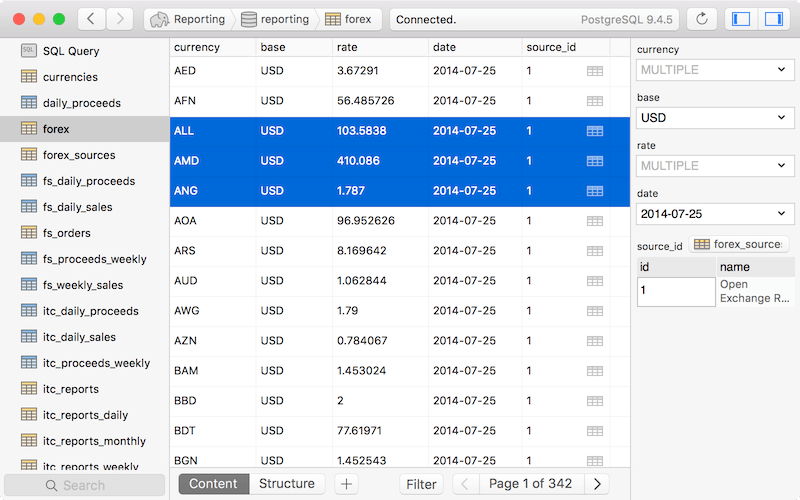 Reporting reporting forex Connected. PostgreSQL 9.4.5
SQL SQL Query
currencies
daily_proceeds
forex
forex_sources
fs_daily_proceeds
fs_daily_sales
fs_orders
fs_proceeds_weekly
fs_weekly_sales
itc_daily_proceeds
itc_daily_sales
itc_proceeds_weekly
itc_reports
itc_reports_daily
itc_reports_monthly
itc_reports_weekly
Search
currency base rate date source_id
AED USD 3.67291 2014-07-25 1
AFN USD 56.485726 2014-07-25 1
ALL USD 103.5838 2014-07-25 1
AMD USD 410.086 2014-07-25 1
ANG USD 1.787 2014-07-25 1
AOA USD 96.952626 2014-07-25 1
ARS USD 8.169642 2014-07-25 1
AUD USD 1.062844 2014-07-25 1
AWG USD 1.79 2014-07-25 1
AZN USD 0.784067 2014-07-25 1
BAM USD 1.453024 2014-07-25 1
BBD USD 2 2014-07-25 1
BDT USD 77.61971 2014-07-25 1
BGN USD 1.452543 2014-07-25 1
Content Structure + Filter Page 1 of 342
currency
MULTIPLE
base
USD
rate
MULTIPLE
date
2014-07-25
source_id forex_source
id name
1 Open
Exchange R...